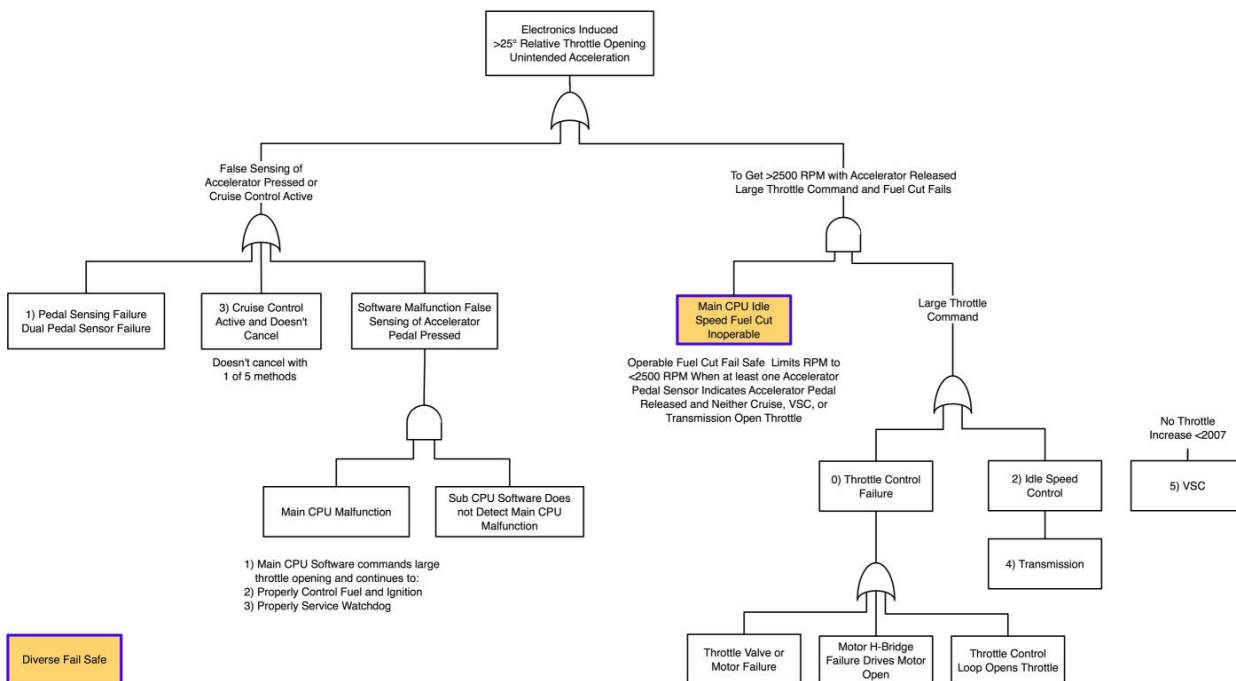 Electronics Induced
>25° Relative Throttle Opening
Unintended Acceleration
False Sensing of
Accelerator Pressed or
Cruise Control Active
To Get >2500 RPM with Accelerator Released
Large Throttle Command and Fuel Cut Fails
1) Pedal Sensing Failure
Dual Pedal Sensor Failure
3) Cruise Control
Active and Doesn't
Cancel
Doesn't cancel with
1 of 5 methods
Software Malfunction False
Sensing of Accelerator
Pedal Pressed
Main CPU Idle
Speed Fuel Cut
Inoperable
Operable Fuel Cut Fail Safe Limits RPM to
<2500 RPM When at least one Accelerator
Pedal Sensor Indicates Accelerator Pedal
Released and Neither Cruise, VSC, or
Transmission Open Throttle
Large Throttle
Command
Main CPU Malfunction
Sub CPU Software Does
not Detect Main CPU
Malfunction
1) Main CPU Software commands large
throttle opening and continues to:
2) Properly Control Fuel and Ignition
3) Properly Service Watchdog
0) Throttle Control
Failure
2) Idle Speed
Control
No Throttle
Increase <2007
5) VSC
4) Transmission
Throttle Valve or
Motor Failure
Motor H-Bridge
Failure Drives Motor
Open
Throttle Control
Loop Opens Throttle
Diverse Fail Safe